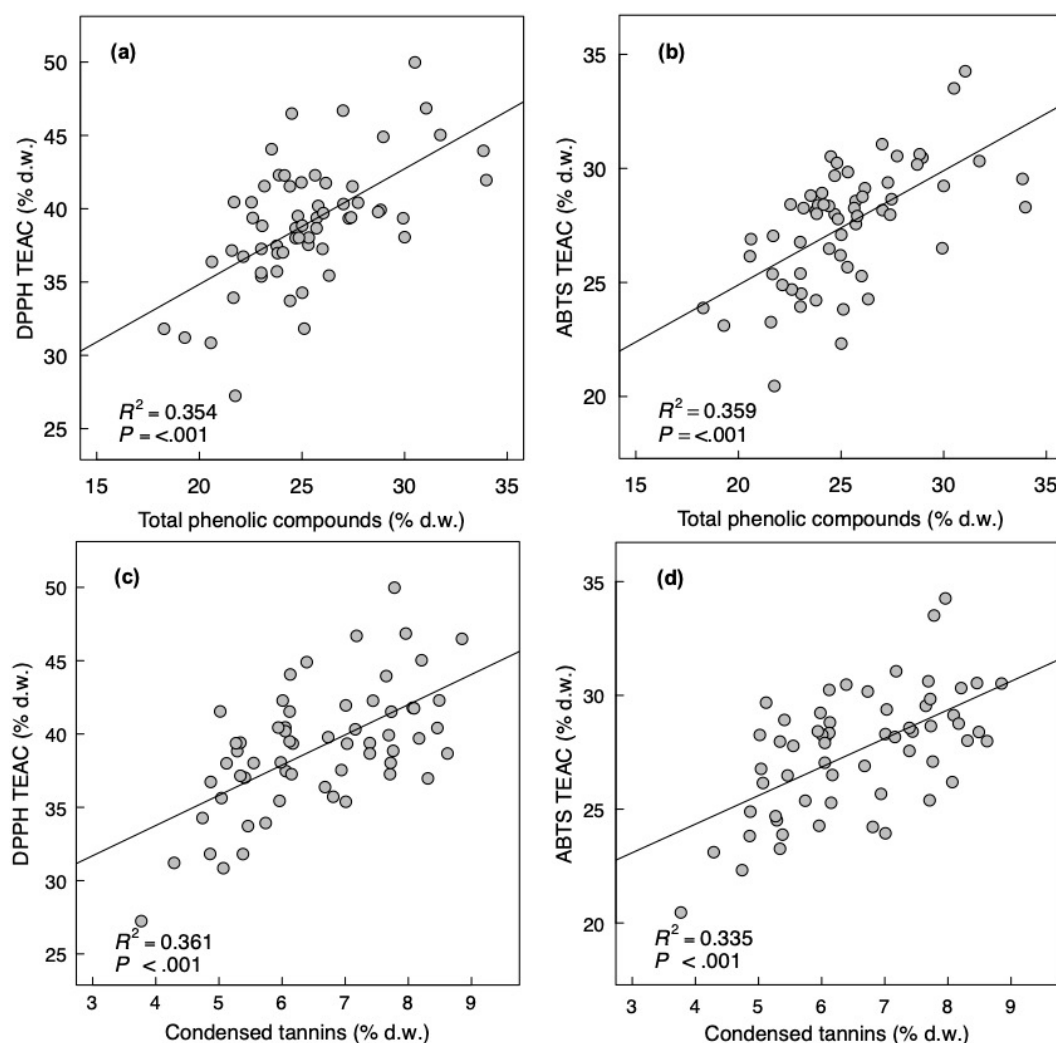 (a)
DPPH TEAC (% d.w.)
50
45
40
35
30
25
R² = 0.354
P = <.001
15 20 25 30 35
Total phenolic compounds (% d.w.)
(b)
ABTS TEAC (% d.w.)
35
30
25
20
R² = 0.359
P = <.001
15 20 25 30 35
Total phenolic compounds (% d.w.)
(c)
DPPH TEAC (% d.w.)
50
45
40
35
30
25
R² = 0.361
P < .001
3 4 5 6 7 8 9
Condensed tannins (% d.w.)
(d)
ABTS TEAC (% d.w.)
35
30
25
20
R² = 0.335
P < .001
3 4 5 6 7 8 9
Condensed tannins (% d.w.)